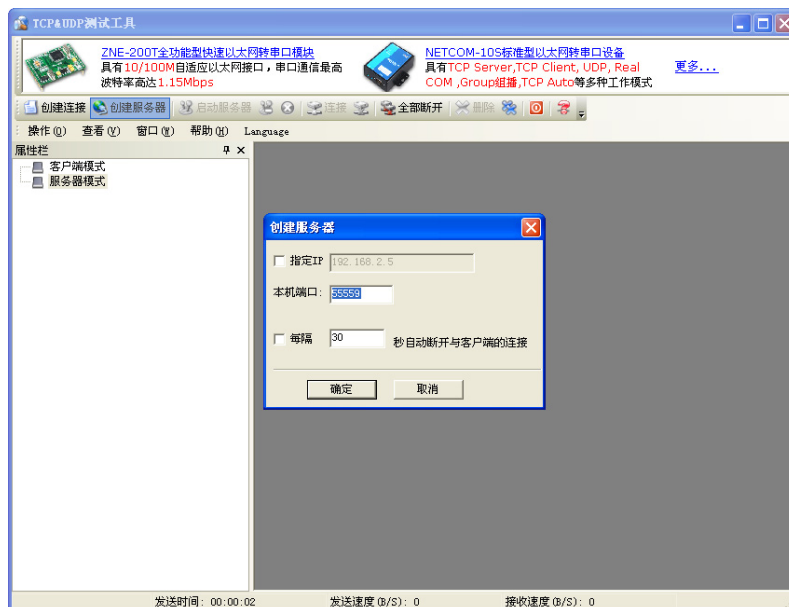 TCP&UDP测试工具
ZNE-200T全功能型快速以太网转串口模块
具有10/100M自适应以太网接口，串口通信最高
波特率高达1.15Mbps
NETCOM-10S标准型以太网转串口设备
具有TCP Server,TCP Client, UDP, Real
COM ,Group组播,TCP Auto等多种工作模式
更多...
创建连接 创建服务器 启动服务器 连接 全部断开 删除
操作(O) 查看(V) 窗口(W) 帮助(H) Language
属性栏
客户端模式
服务器模式
创建服务器
指定IP 192.168.2.5
本机端口: 55559
每隔 30 秒自动断开与客户端的连接
确定 取消
发送时间: 00:00:02 发送速度(B/S): 0 接收速度(B/S): 0